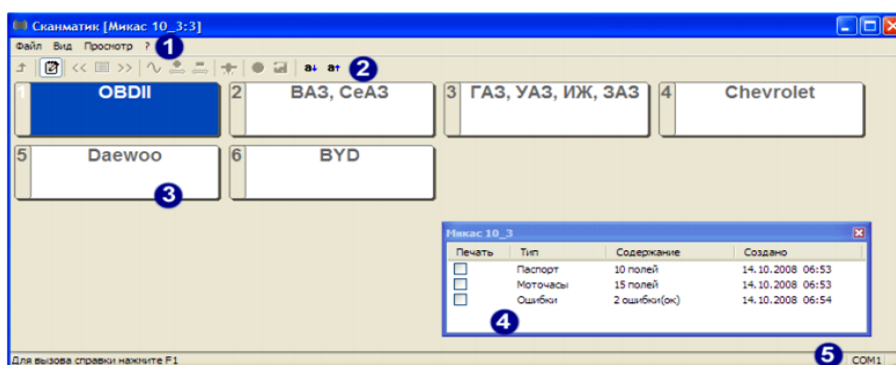 Сканматик [Микас 10_3:3]
Файл Вид Просмотр ? 1
<< >> a↓ a↑ 2
1 OBDII 2 ВАЗ, СеАЗ 3 ГАЗ, УАЗ, ИЖ, ЗАЗ 4 Chevrolet
5 Daewoo 6 BYD
3
Микас 10_3
Печать Тип Содержание Создано
Паспорт 10 полей 14.10.2008 06:53
Моточасы 15 полей 14.10.2008 06:53
Ошибки 2 ошибки(ок) 14.10.2008 06:54
4
Для вызова справки нажмите F1 5 COM1